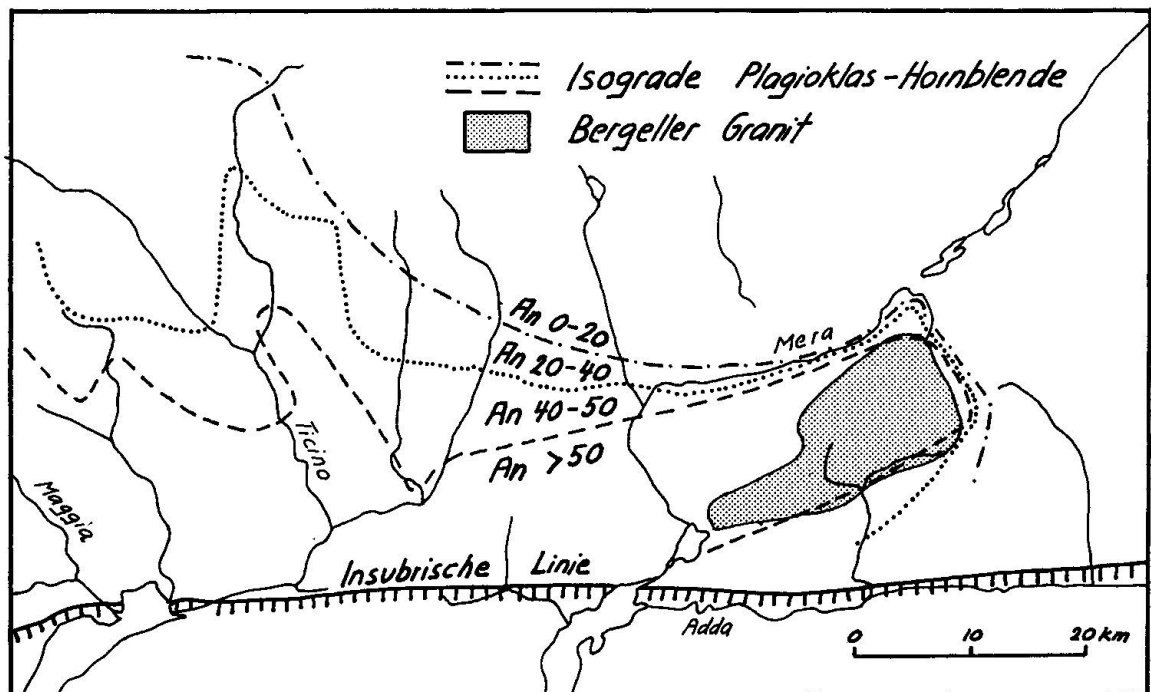 Isograde Plagioklas-Hornblende
Bergeller Granit
An 0-20
An 20-40
An 40-50
An >50
Mera
Ticino
Maggia
Insubrische Linie
Adda
0 10 20 km